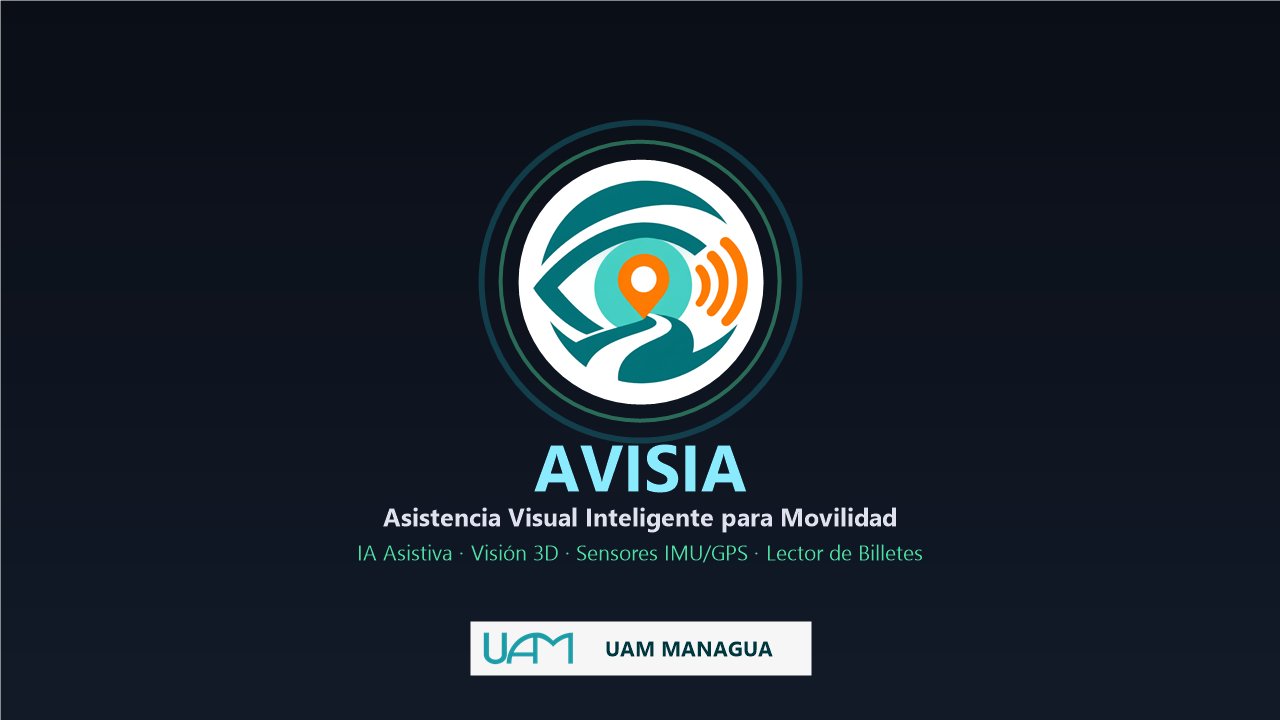 AVISIA
Asistencia Visual Inteligente para Movilidad
IA Asistiva · Visión 3D · Sensores IMU/GPS · Lector de Billetes
UAM UAM MANAGUA